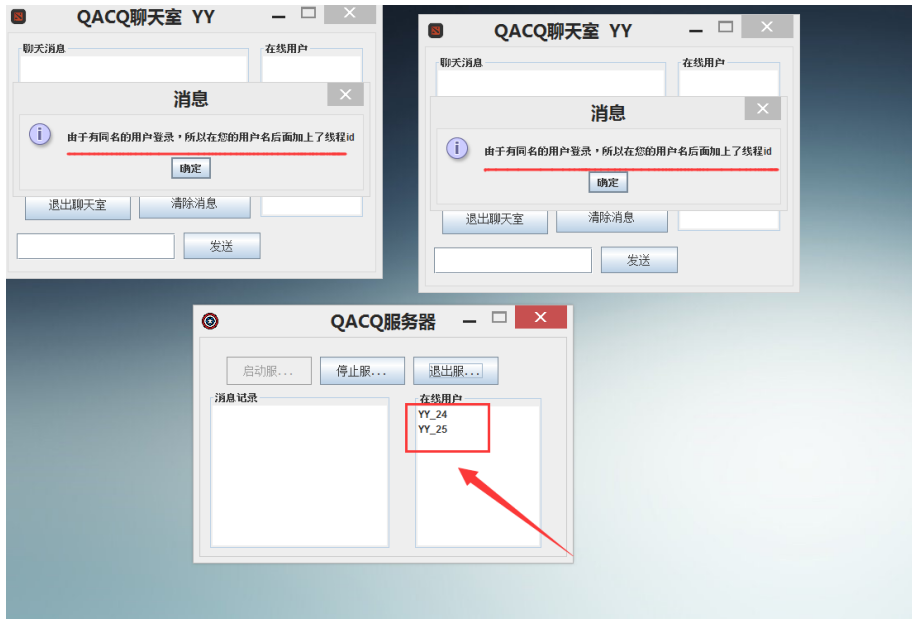 QACQ聊天室 YY
聊天消息
在线用户
消息
由于有同名的用户登录，所以在您的用户名后面加上了线程id
确定
退出聊天室
清除消息
发送
QACQ聊天室 YY
聊天消息
在线用户
消息
由于有同名的用户登录，所以在您的用户名后面加上了线程id
确定
退出聊天室
清除消息
发送
QACQ服务器
启动服...
停止服...
退出服...
消息记录
在线用户
YY_24
YY_25